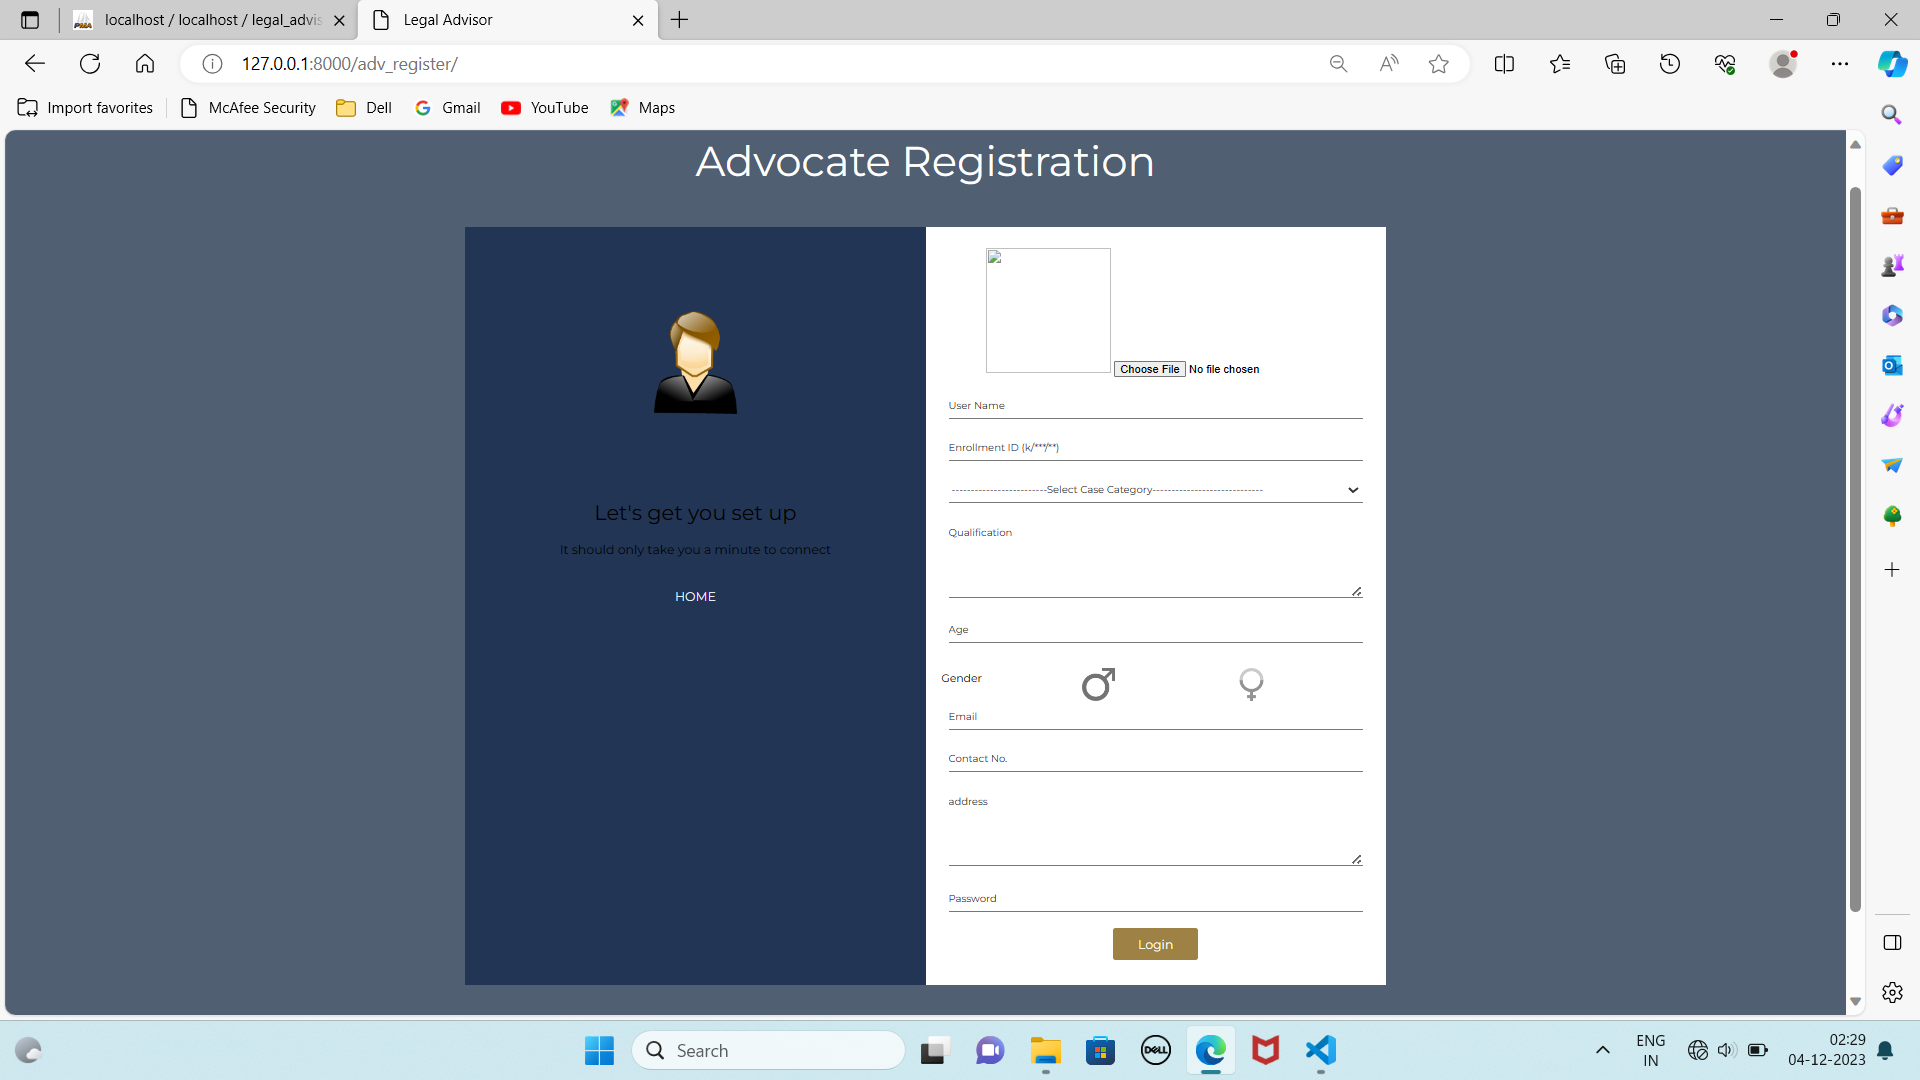 localhost / localhost / legal_advis
Legal Advisor
127.0.0.1:8000/adv_register/
Import favorites
McAfee Security
Dell
Gmail
YouTube
Maps
Advocate Registration
Let's get you set up
It should only take you a minute to connect
HOME
Choose File No file chosen
User Name
Enrollment ID (k/***/**)
-------------------------Select Case Category-----------------------------
Qualification
Age
Gender
Email
Contact No.
address
Password
Login
Search
DELL
ENG
IN
02:29
04-12-2023